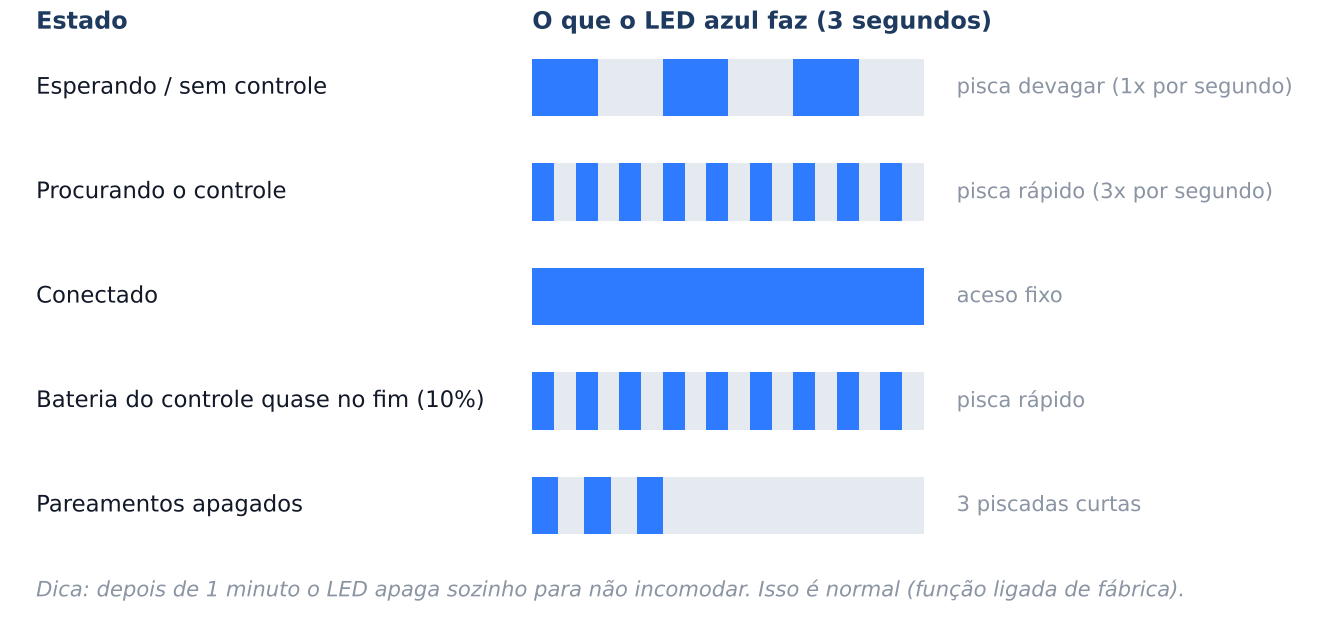 Estado
O que o LED azul faz (3 segundos)
Esperando / sem controle
pisca devagar (1x por segundo)
Procurando o controle
pisca rápido (3x por segundo)
Conectado
aceso fixo
Bateria do controle quase no fim (10%)
pisca rápido
Pareamentos apagados
3 piscadas curtas
Dica: depois de 1 minuto o LED apaga sozinho para não incomodar. Isso é normal (função ligada de fábrica).